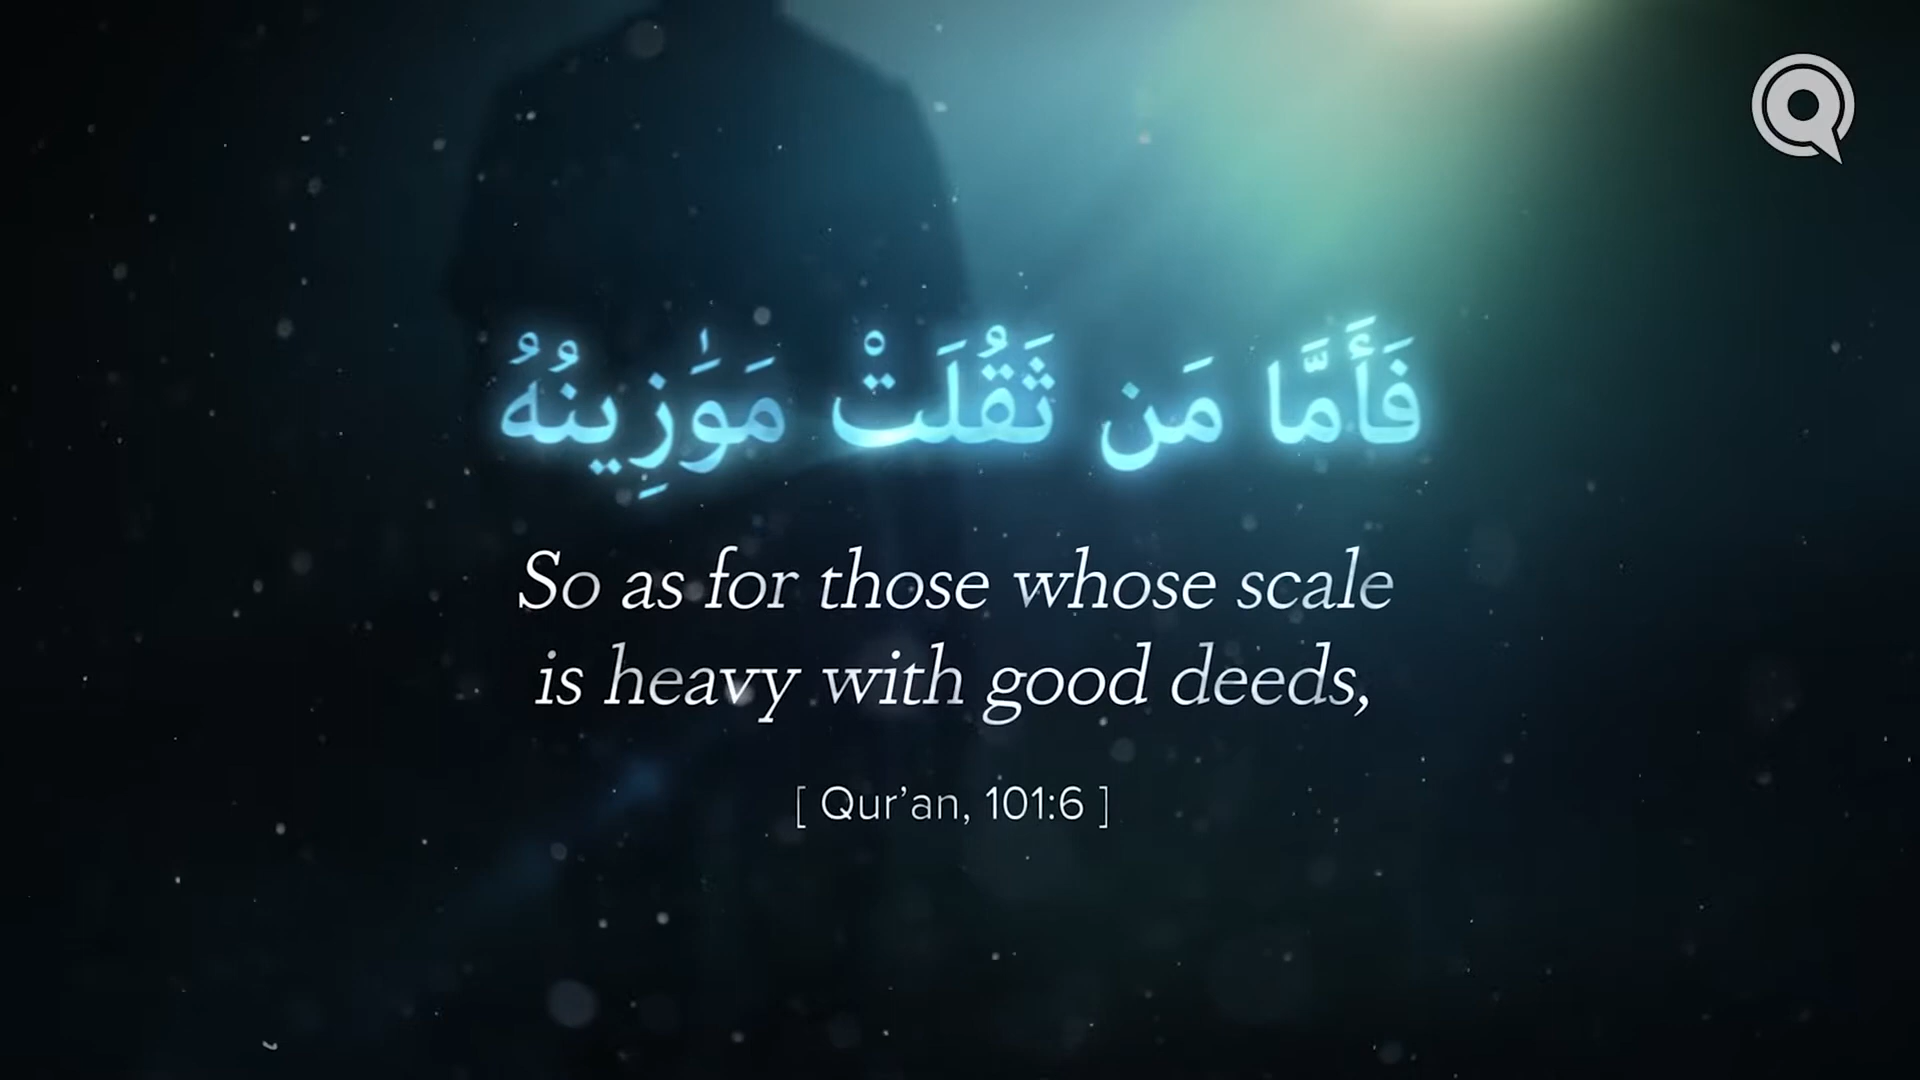 فَأَمَّا مَن ثَقُلَتْ مَوَٰزِينُهُ
So as for those whose scale
is heavy with good deeds,
[ Qur’an, 101:6 ]